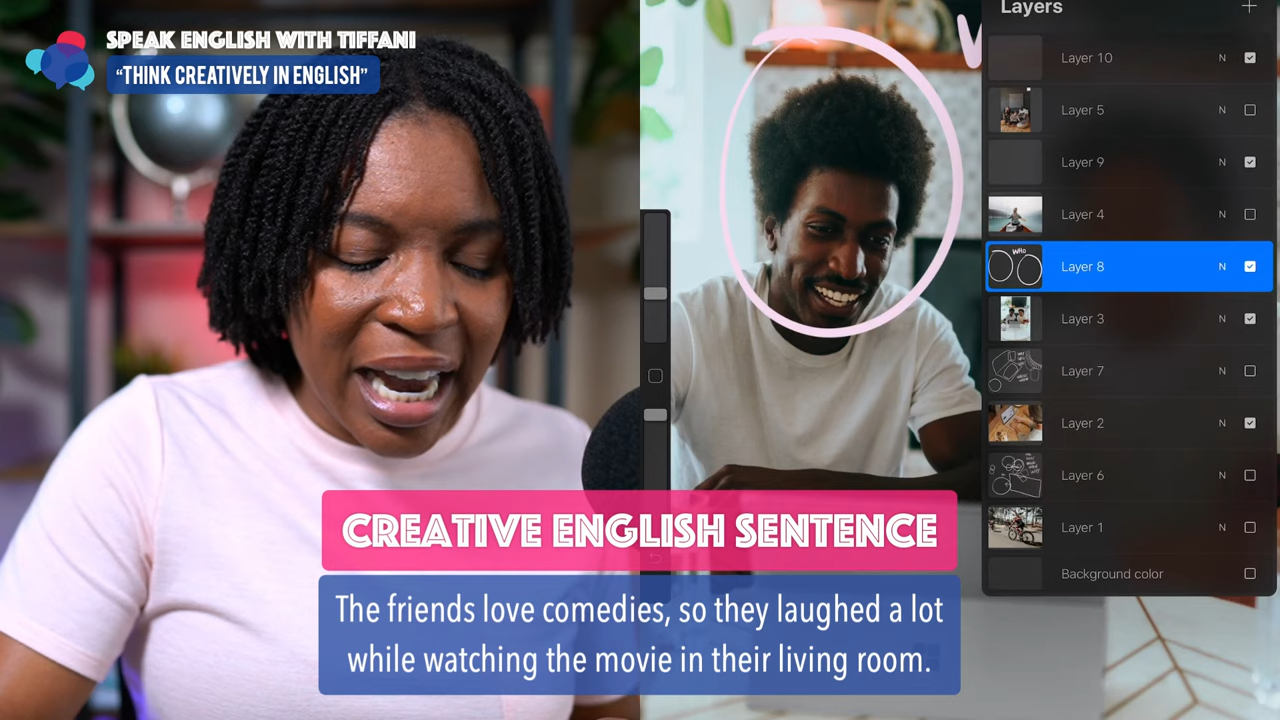 SPEAK ENGLISH WITH TIFFANI
“THINK CREATIVELY IN ENGLISH”
Layers
Layer 10 N
Layer 5 N
Layer 9 N
Layer 4 N
WHO
Layer 8 N
Layer 3 N
Layer 7 N
Layer 2 N
Layer 6 N
Layer 1 N
Background color
CREATIVE ENGLISH SENTENCE
The friends love comedies, so they laughed a lot
while watching the movie in their living room.